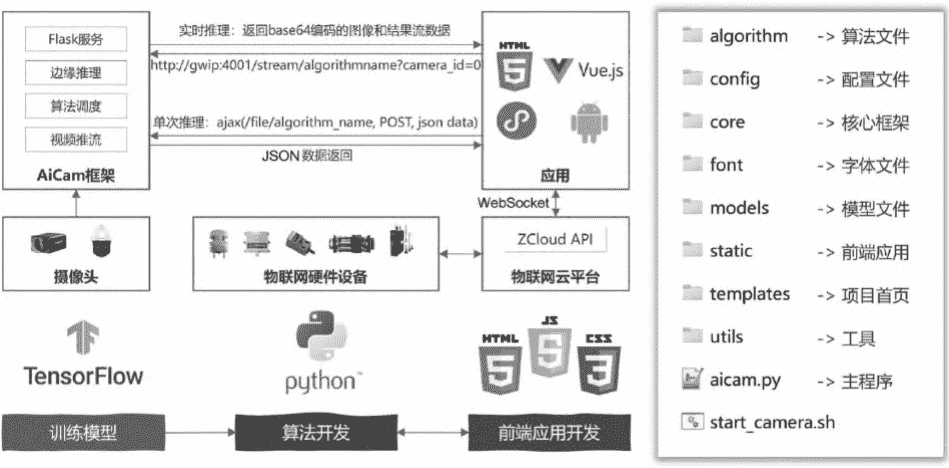 Flask服务
边缘推理
算法调度
视频推流
AiCam框架
实时推理：返回base64编码的图像和结果流数据
http://gwip:4001/stream/algorithmname?camera_id=0
单次推理：ajax(/file/algorithm_name, POST, json data)
JSON 数据返回
HTML
5
Vue.js
应用
WebSocket
摄像头
物联网硬件设备
ZCloud API
物联网云平台
TensorFlow
python™
HTML
5
JS
5
CSS
3
训练模型
算法开发
前端应用开发
algorithm -> 算法文件
config -> 配置文件
core -> 核心框架
font -> 字体文件
models -> 模型文件
static -> 前端应用
templates -> 项目首页
utils -> 工具
aicam.py -> 主程序
start_camera.sh